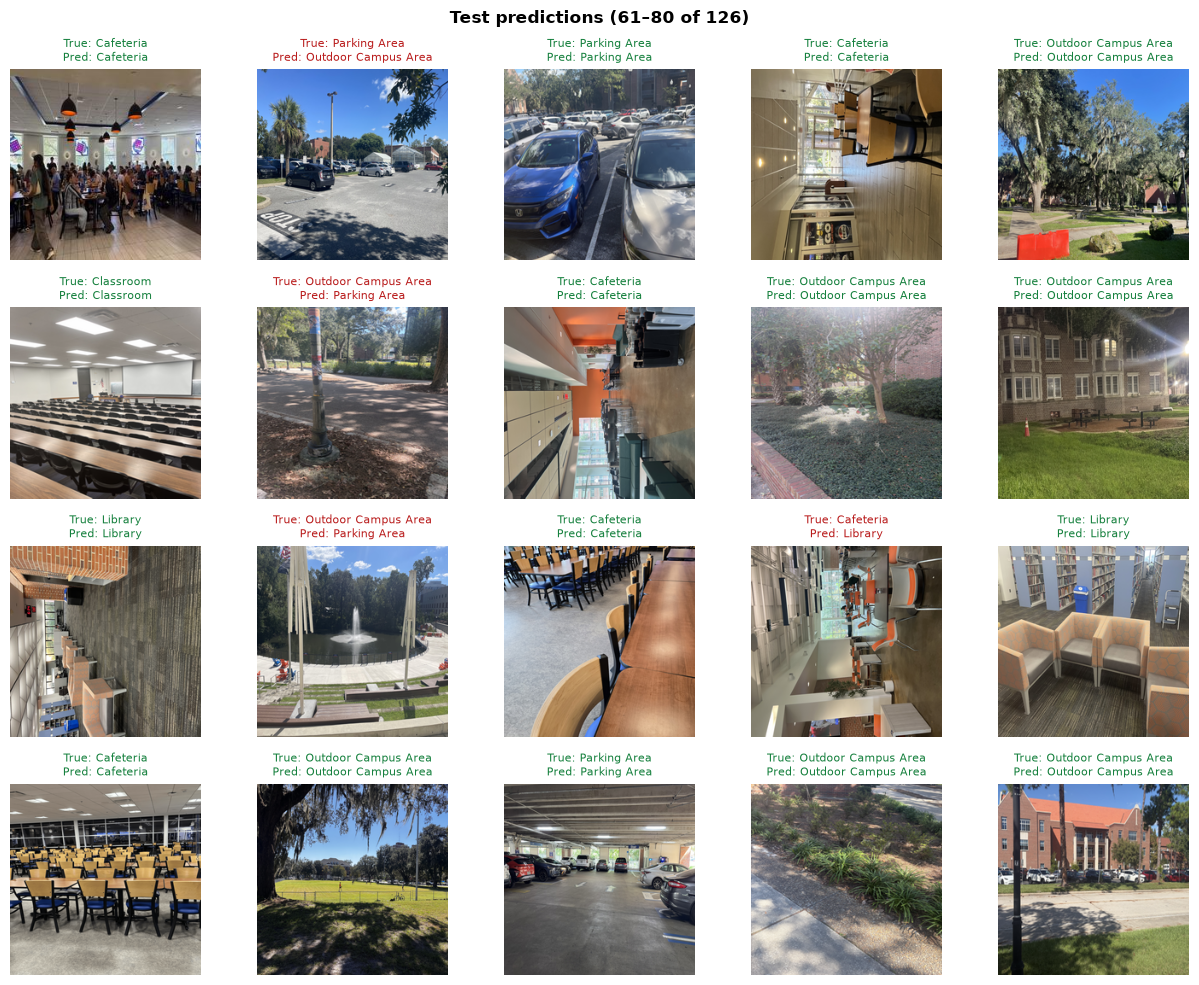 Test predictions (61–80 of 126)
True: Cafeteria
Pred: Cafeteria
True: Parking Area
Pred: Outdoor Campus Area
True: Parking Area
Pred: Parking Area
True: Cafeteria
Pred: Cafeteria
True: Outdoor Campus Area
Pred: Outdoor Campus Area
True: Classroom
Pred: Classroom
True: Outdoor Campus Area
Pred: Parking Area
True: Cafeteria
Pred: Cafeteria
True: Outdoor Campus Area
Pred: Outdoor Campus Area
True: Outdoor Campus Area
Pred: Outdoor Campus Area
True: Library
Pred: Library
True: Outdoor Campus Area
Pred: Parking Area
True: Cafeteria
Pred: Cafeteria
True: Cafeteria
Pred: Library
True: Library
Pred: Library
True: Cafeteria
Pred: Cafeteria
True: Outdoor Campus Area
Pred: Outdoor Campus Area
True: Parking Area
Pred: Parking Area
True: Outdoor Campus Area
Pred: Outdoor Campus Area
True: Outdoor Campus Area
Pred: Outdoor Campus Area